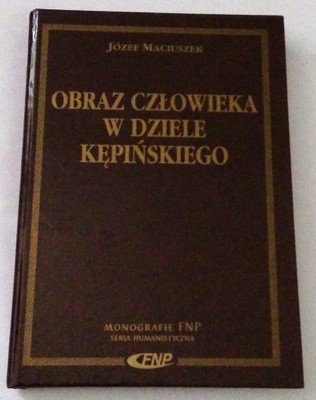 JÓZEF MACIUSZEK
OBRAZ CZŁOWIEKA
W DZIELE
KĘPIŃSKIEGO
MONOGRAFIE FNP
SERIA HUMANISTYCZNA
FNP